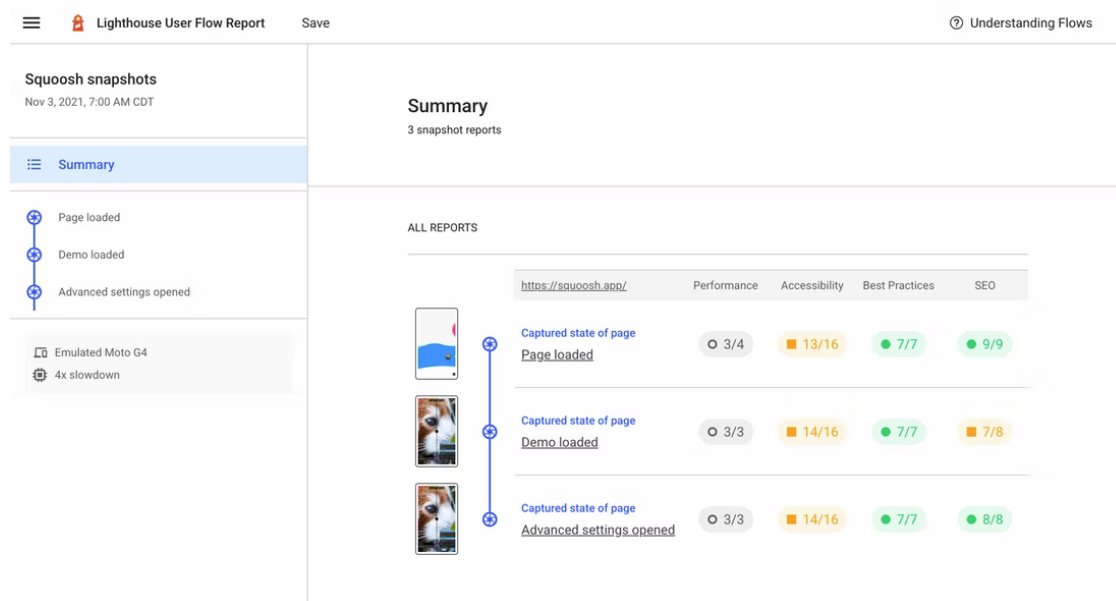 Lighthouse User Flow Report
Save
Understanding Flows
Squoosh snapshots
Nov 3, 2021, 7:00 AM CDT
Summary
Page loaded
Demo loaded
Advanced settings opened
Emulated Moto G4
4x slowdown
Summary
3 snapshot reports
ALL REPORTS
https://squoosh.app/ Performance Accessibility Best Practices SEO
Captured state of page
Page loaded
3/4 13/16 7/7 9/9
Captured state of page
Demo loaded
3/3 14/16 7/7 7/8
Captured state of page
Advanced settings opened
3/3 14/16 7/7 8/8